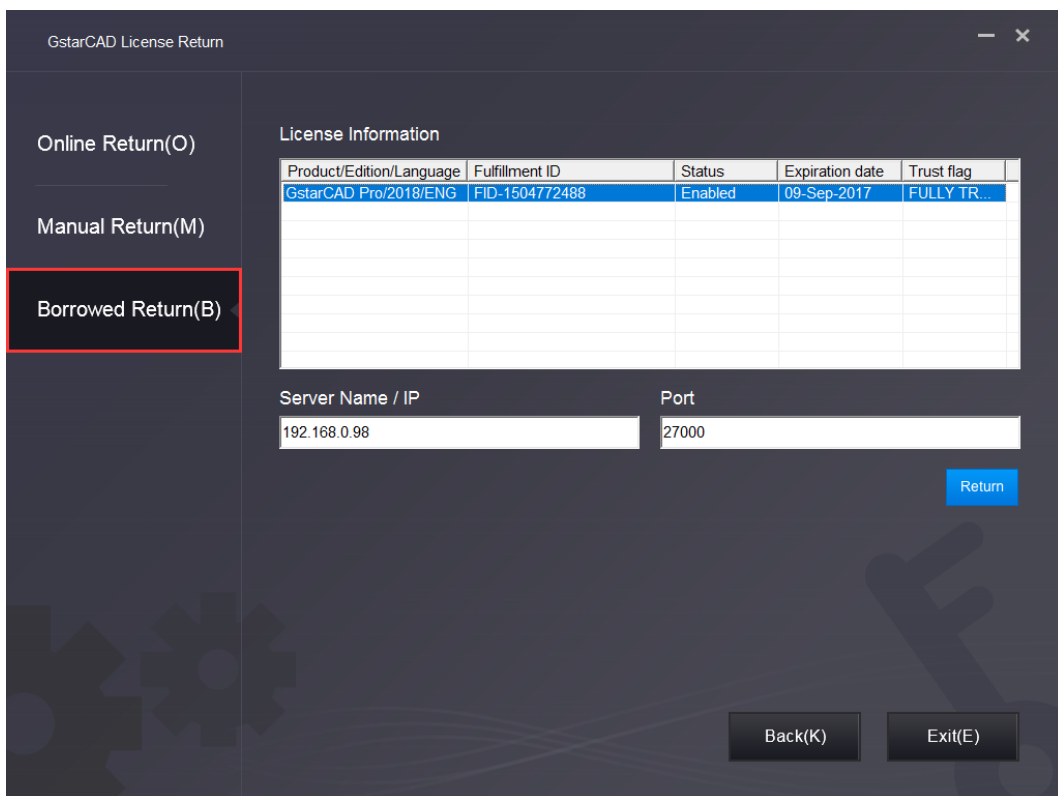 GstarCAD License Return
Online Return(O)
Manual Return(M)
Borrowed Return(B)
License Information
Product/Edition/Language Fulfillment ID Status Expiration date Trust flag
GstarCAD Pro/2018/ENG FID-1504772488 Enabled 09-Sep-2017 FULLY TR...
Server Name / IP Port
192.168.0.98 27000
Return
Back(K) Exit(E)